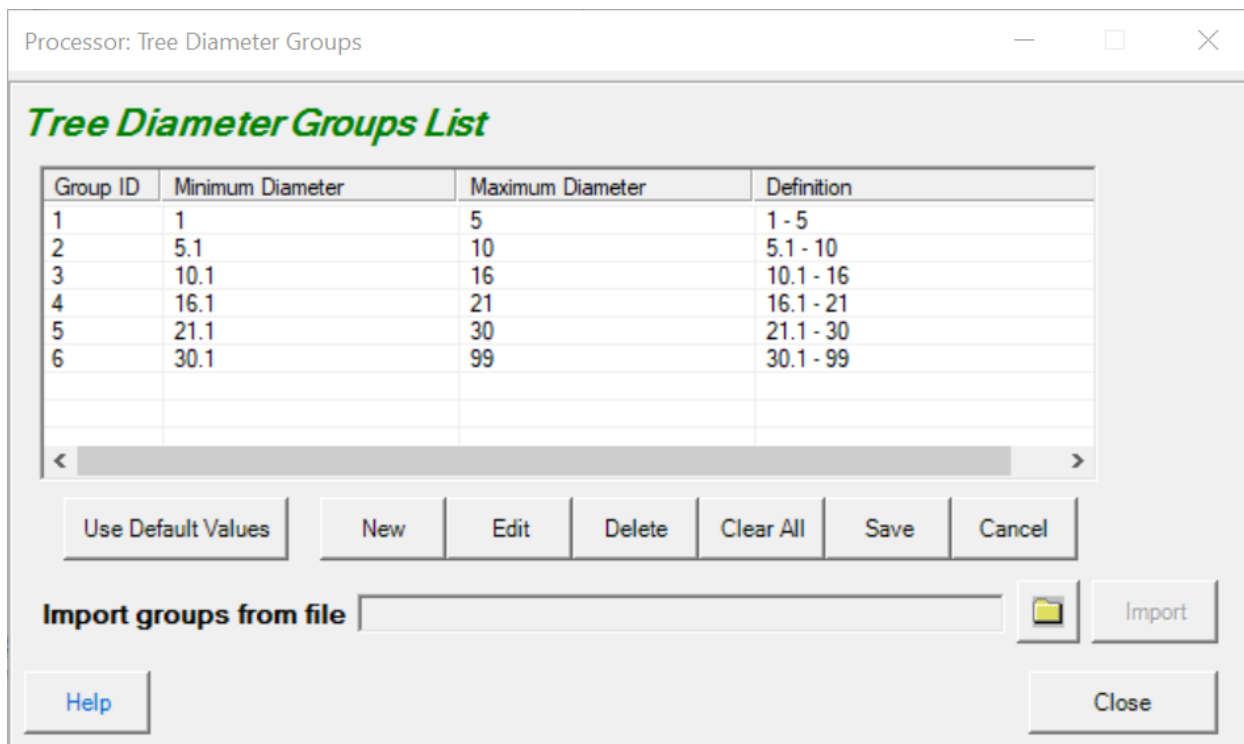 Processor: Tree Diameter Groups
Tree Diameter Groups List
Group ID Minimum Diameter Maximum Diameter Definition
1 1 5 1 - 5
2 5.1 10 5.1 - 10
3 10.1 16 10.1 - 16
4 16.1 21 16.1 - 21
5 21.1 30 21.1 - 30
6 30.1 99 30.1 - 99
Use Default Values New Edit Delete Clear All Save Cancel
Import groups from file Import
Help Close